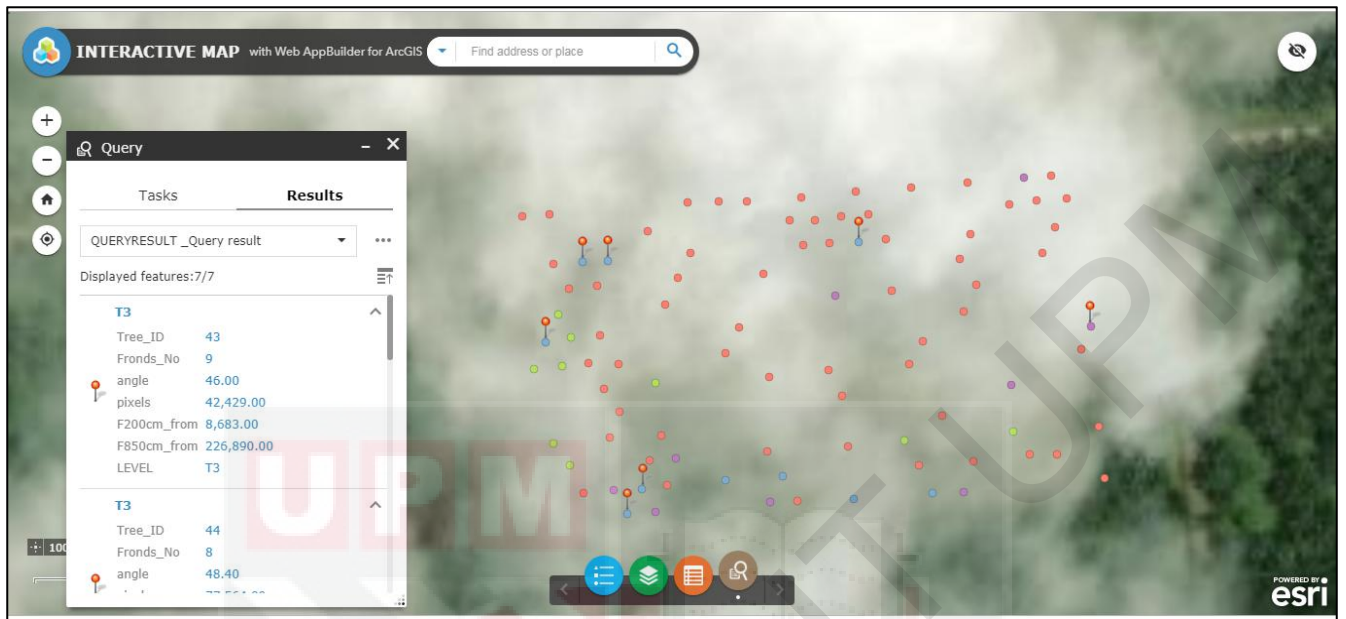 INTERACTIVE MAP with Web AppBuilder for ArcGIS Find address or place
Query
Tasks Results
QUERYRESULT _Query result
Displayed features:7/7
T3
Tree_ID 43
Fronds_No 9
angle 46.00
pixels 42,429.00
F200cm_from 8,683.00
F850cm_from 226,890.00
LEVEL T3
T3
Tree_ID 44
Fronds_No 8
angle 48.40
100
UPM
UPM
POWERED BY
esri